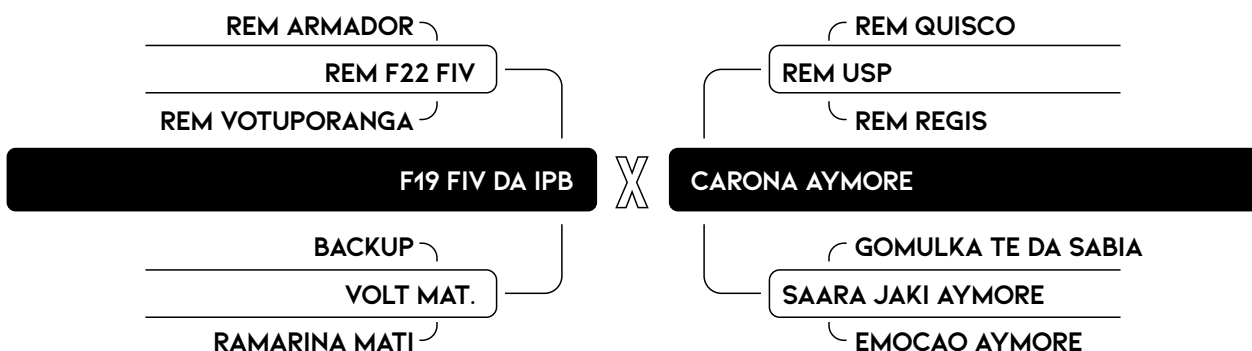 REM ARMADOR REM QUISCO
REM F22 FIV REM USP
REM VOTUPORANGA REM REGIS
F19 FIV DA IPB X CARONA AYMORE
BACKUP GOMULKA TE DA SABIA
VOLT MAT. SAARA JAKI AYMORE
RAMARINA MATI EMOCAO AYMORE